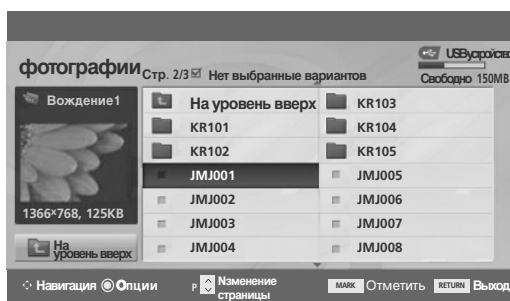 USBустройство
фотографии Стр. 2/3 Нет выбранные вариантов
Свободно 150MB
Вождение1
На уровень вверх
KR101
KR102
JMJ001
JMJ002
JMJ003
JMJ004
KR103
KR104
KR105
JMJ005
JMJ006
JMJ007
JMJ008
1366×768, 125KB
На
уровень вверх
Навигация Опции P Nзменение
страницы MARK Отметить RETURN Выход